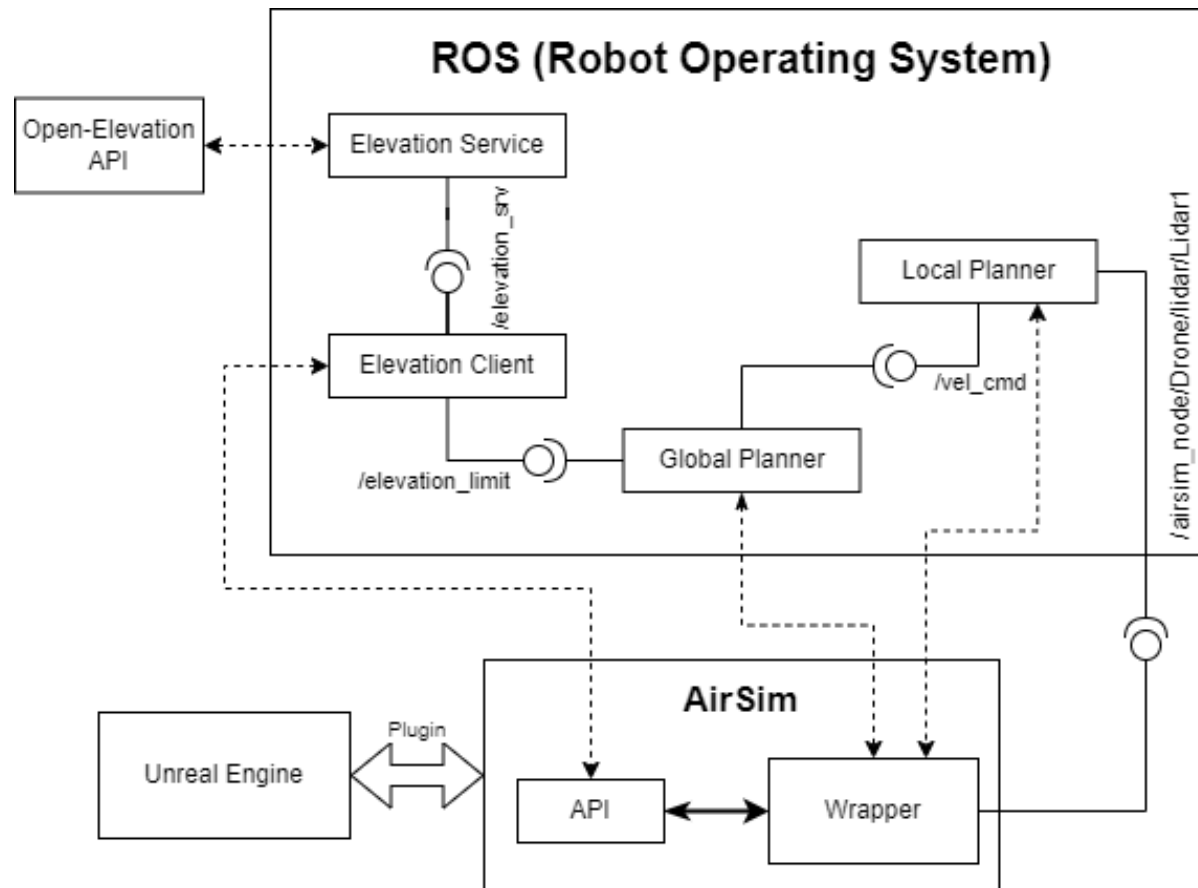 ROS (Robot Operating System)
Open-Elevation
API
Elevation Service
/elevation_srv
Local Planner
/airsim_node/Drone/lidar/Lidar1
Elevation Client
/vel_cmd
Global Planner
/elevation_limit
AirSim
Plugin
Unreal Engine
API
Wrapper